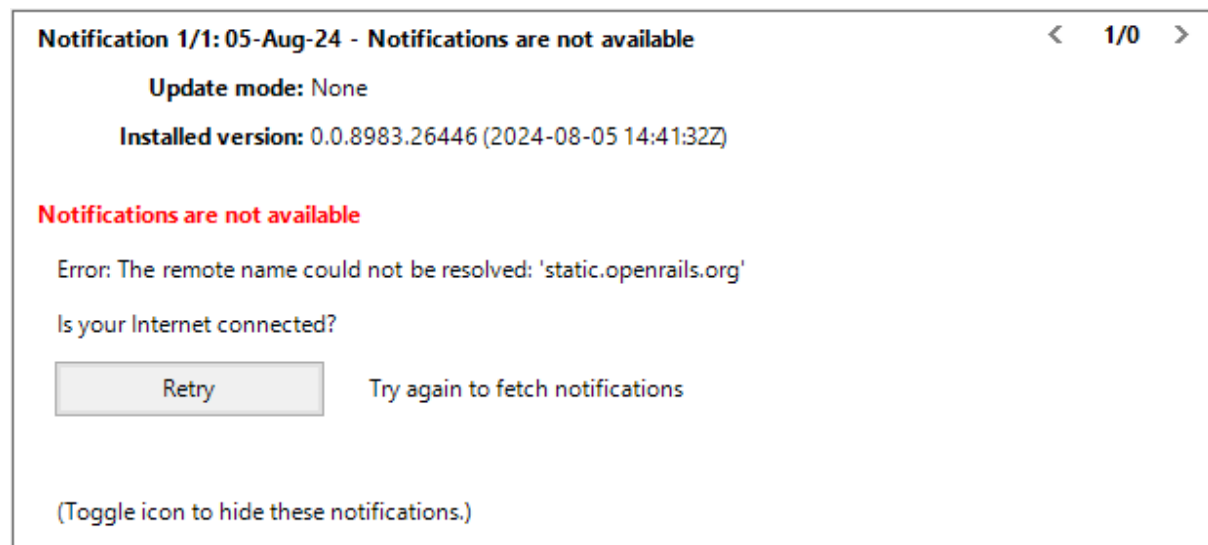 Notification 1/1: 05-Aug-24 - Notifications are not available < 1/0 >
Update mode: None
Installed version: 0.0.8983.26446 (2024-08-05 14:41:32Z)
Notifications are not available
Error: The remote name could not be resolved: 'static.openrails.org'
Is your Internet connected?
Retry Try again to fetch notifications
(Toggle icon to hide these notifications.)